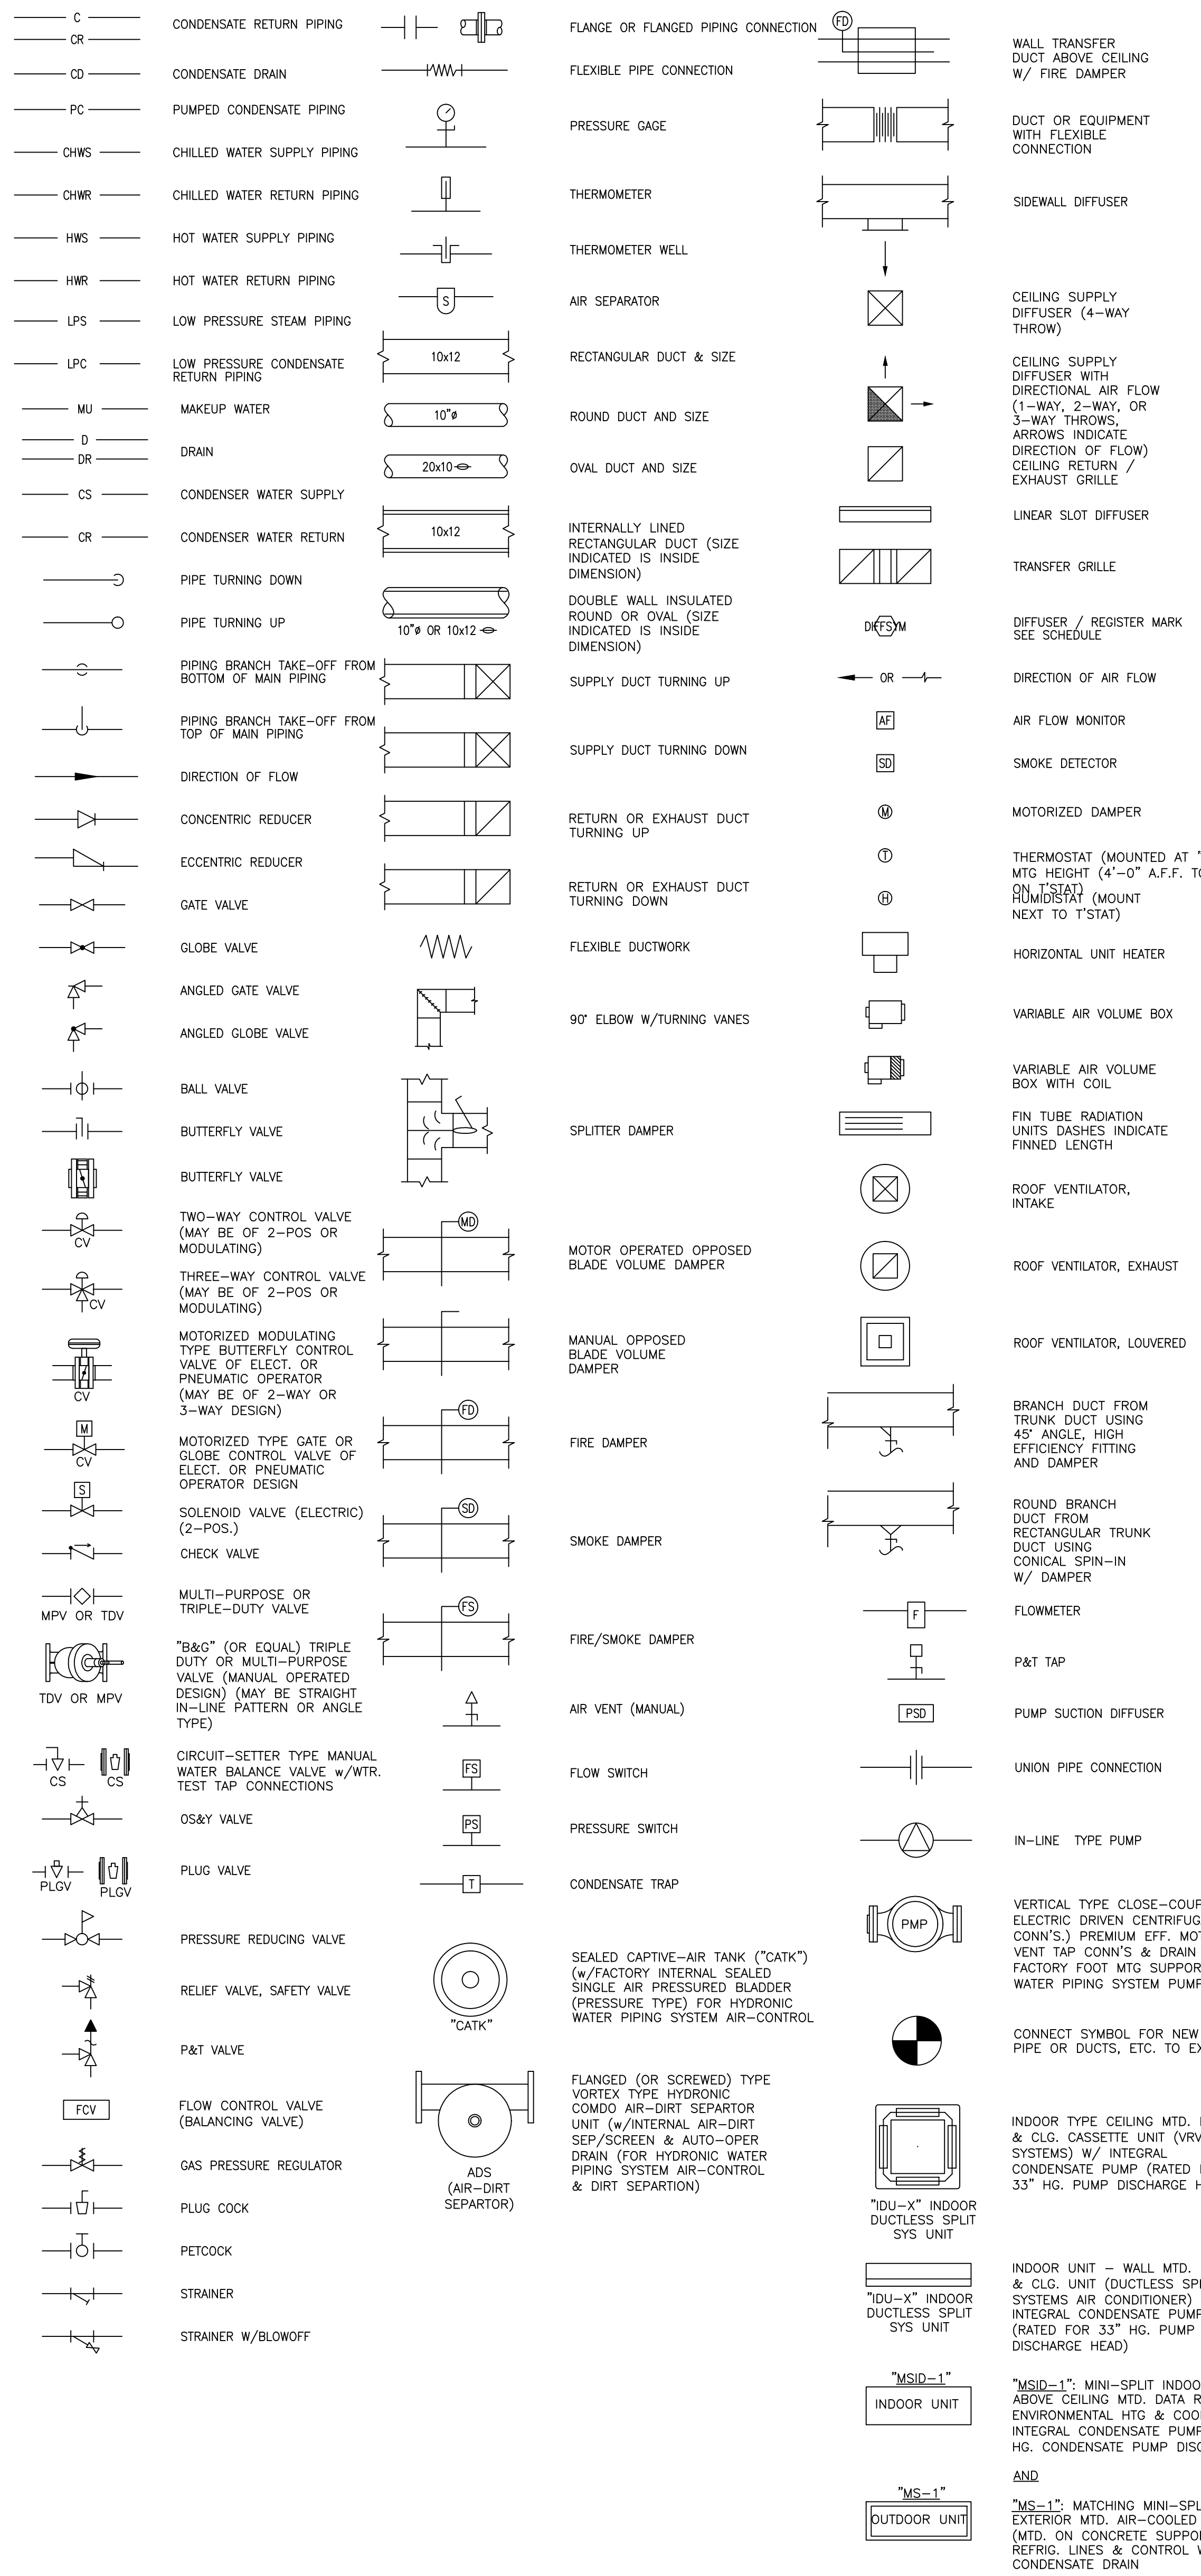 C
CR
CONDENSATE RETURN PIPING
CD
CONDENSATE DRAIN
PC
PUMPED CONDENSATE PIPING
CHWS
CHILLED WATER SUPPLY PIPING
CHWR
CHILLED WATER RETURN PIPING
HWS
HOT WATER SUPPLY PIPING
HWR
HOT WATER RETURN PIPING
LPS
LOW PRESSURE STEAM PIPING
LPC
LOW PRESSURE CONDENSATE
RETURN PIPING
MU
MAKEUP WATER
D
DR
DRAIN
CS
CONDENSER WATER SUPPLY
CR
CONDENSER WATER RETURN
PIPE TURNING DOWN
PIPE TURNING UP
PIPING BRANCH TAKE-OFF FROM
BOTTOM OF MAIN PIPING
PIPING BRANCH TAKE-OFF FROM
TOP OF MAIN PIPING
DIRECTION OF FLOW
CONCENTRIC REDUCER
ECCENTRIC REDUCER
GATE VALVE
GLOBE VALVE
ANGLED GATE VALVE
ANGLED GLOBE VALVE
BALL VALVE
BUTTERFLY VALVE
BUTTERFLY VALVE
CV
TWO-WAY CONTROL VALVE
(MAY BE OF 2-POS OR
MODULATING)
CV
THREE-WAY CONTROL VALVE
(MAY BE OF 2-POS OR
MODULATING)
CV
MOTORIZED MODULATING
TYPE BUTTERFLY CONTROL
VALVE OF ELECT. OR
PNEUMATIC OPERATOR
(MAY BE OF 2-WAY OR
3-WAY DESIGN)
M
CV
MOTORIZED TYPE GATE OR
GLOBE CONTROL VALVE OF
ELECT. OR PNEUMATIC
OPERATOR DESIGN
S
SOLENOID VALVE (ELECTRIC)
(2-POS.)
CHECK VALVE
MPV OR TDV
MULTI-PURPOSE OR
TRIPLE-DUTY VALVE
TDV OR MPV
"B&G" (OR EQUAL) TRIPLE
DUTY OR MULTI-PURPOSE
VALVE (MANUAL OPERATED
DESIGN) (MAY BE STRAIGHT
IN-LINE PATTERN OR ANGLE
TYPE)
CS CS
CIRCUIT-SETTER TYPE MANUAL
WATER BALANCE VALVE w/WTR.
TEST TAP CONNECTIONS
OS&Y VALVE
PLGV PLGV
PLUG VALVE
PRESSURE REDUCING VALVE
RELIEF VALVE, SAFETY VALVE
P&T VALVE
FCV
FLOW CONTROL VALVE
(BALANCING VALVE)
GAS PRESSURE REGULATOR
PLUG COCK
PETCOCK
STRAINER
STRAINER W/BLOWOFF
FLANGE OR FLANGED PIPING CONNECTION
FLEXIBLE PIPE CONNECTION
PRESSURE GAGE
THERMOMETER
THERMOMETER WELL
S
AIR SEPARATOR
10x12
RECTANGULAR DUCT & SIZE
10"ø
ROUND DUCT AND SIZE
20x10
OVAL DUCT AND SIZE
10x12
INTERNALLY LINED
RECTANGULAR DUCT (SIZE
INDICATED IS INSIDE
DIMENSION)
10"ø OR 10x12
DOUBLE WALL INSULATED
ROUND OR OVAL (SIZE
INDICATED IS INSIDE
DIMENSION)
SUPPLY DUCT TURNING UP
SUPPLY DUCT TURNING DOWN
RETURN OR EXHAUST DUCT
TURNING UP
RETURN OR EXHAUST DUCT
TURNING DOWN
FLEXIBLE DUCTWORK
90° ELBOW W/TURNING VANES
SPLITTER DAMPER
MD
MOTOR OPERATED OPPOSED
BLADE VOLUME DAMPER
MANUAL OPPOSED
BLADE VOLUME
DAMPER
FD
FIRE DAMPER
SD
SMOKE DAMPER
FS
FIRE/SMOKE DAMPER
AIR VENT (MANUAL)
FS
FLOW SWITCH
PS
PRESSURE SWITCH
T
CONDENSATE TRAP
"CATK"
SEALED CAPTIVE-AIR TANK ("CATK")
(w/FACTORY INTERNAL SEALED
SINGLE AIR PRESSURED BLADDER
(PRESSURE TYPE) FOR HYDRONIC
WATER PIPING SYSTEM AIR-CONTROL
ADS
(AIR-DIRT
SEPARTOR)
FLANGED (OR SCREWED) TYPE
VORTEX TYPE HYDRONIC
COMDO AIR-DIRT SEPARTOR
UNIT (w/INTERNAL AIR-DIRT
SEP/SCREEN & AUTO-OPER
DRAIN (FOR HYDRONIC WATER
PIPING SYSTEM AIR-CONTROL
& DIRT SEPARTION)
FD
WALL TRANSFER
DUCT ABOVE CEILING
W/ FIRE DAMPER
DUCT OR EQUIPMENT
WITH FLEXIBLE
CONNECTION
SIDEWALL DIFFUSER
CEILING SUPPLY
DIFFUSER (4-WAY
THROW)
CEILING SUPPLY
DIFFUSER WITH
DIRECTIONAL AIR FLOW
(1-WAY, 2-WAY, OR
3-WAY THROWS,
ARROWS INDICATE
DIRECTION OF FLOW)
CEILING RETURN /
EXHAUST GRILLE
LINEAR SLOT DIFFUSER
TRANSFER GRILLE
DIFFSYM
DIFFUSER / REGISTER MARK
SEE SCHEDULE
OR
DIRECTION OF AIR FLOW
AF
AIR FLOW MONITOR
SD
SMOKE DETECTOR
M
MOTORIZED DAMPER
T
THERMOSTAT (MOUNTED AT "
MTG HEIGHT (4'-0" A.F.F. TO
ON T'STAT)
H
HUMIDISTAT (MOUNT
NEXT TO T'STAT)
HORIZONTAL UNIT HEATER
VARIABLE AIR VOLUME BOX
VARIABLE AIR VOLUME
BOX WITH COIL
FIN TUBE RADIATION
UNITS DASHES INDICATE
FINNED LENGTH
ROOF VENTILATOR,
INTAKE
ROOF VENTILATOR, EXHAUST
ROOF VENTILATOR, LOUVERED
BRANCH DUCT FROM
TRUNK DUCT USING
45° ANGLE, HIGH
EFFICIENCY FITTING
AND DAMPER
ROUND BRANCH
DUCT FROM
RECTANGULAR TRUNK
DUCT USING
CONICAL SPIN-IN
W/ DAMPER
F
FLOWMETER
P&T TAP
PSD
PUMP SUCTION DIFFUSER
UNION PIPE CONNECTION
IN-LINE TYPE PUMP
PMP
VERTICAL TYPE CLOSE-COUP
ELECTRIC DRIVEN CENTRIFUG
CONN'S.) PREMIUM EFF. MOT
VENT TAP CONN'S & DRAIN
FACTORY FOOT MTG SUPPOR
WATER PIPING SYSTEM PUMP
CONNECT SYMBOL FOR NEW
PIPE OR DUCTS, ETC. TO EX
"IDU-X" INDOOR
DUCTLESS SPLIT
SYS UNIT
INDOOR TYPE CEILING MTD.
& CLG. CASSETTE UNIT (VRV
SYSTEMS) W/ INTEGRAL
CONDENSATE PUMP (RATED
33" HG. PUMP DISCHARGE H
"IDU-X" INDOOR
DUCTLESS SPLIT
SYS UNIT
INDOOR UNIT - WALL MTD.
& CLG. UNIT (DUCTLESS SPL
SYSTEMS AIR CONDITIONER)
INTEGRAL CONDENSATE PUMP
(RATED FOR 33" HG. PUMP
DISCHARGE HEAD)
"MSID-1"
INDOOR UNIT
"MSID-1": MINI-SPLIT INDOO
ABOVE CEILING MTD. DATA R
ENVIRONMENTAL HTG & COO
INTEGRAL CONDENSATE PUMP
HG. CONDENSATE PUMP DISC
AND
"MS-1"
OUTDOOR UNIT
"MS-1": MATCHING MINI-SPL
EXTERIOR MTD. AIR-COOLED
(MTD. ON CONCRETE SUPPOR
REFRIG. LINES & CONTROL W
CONDENSATE DRAIN